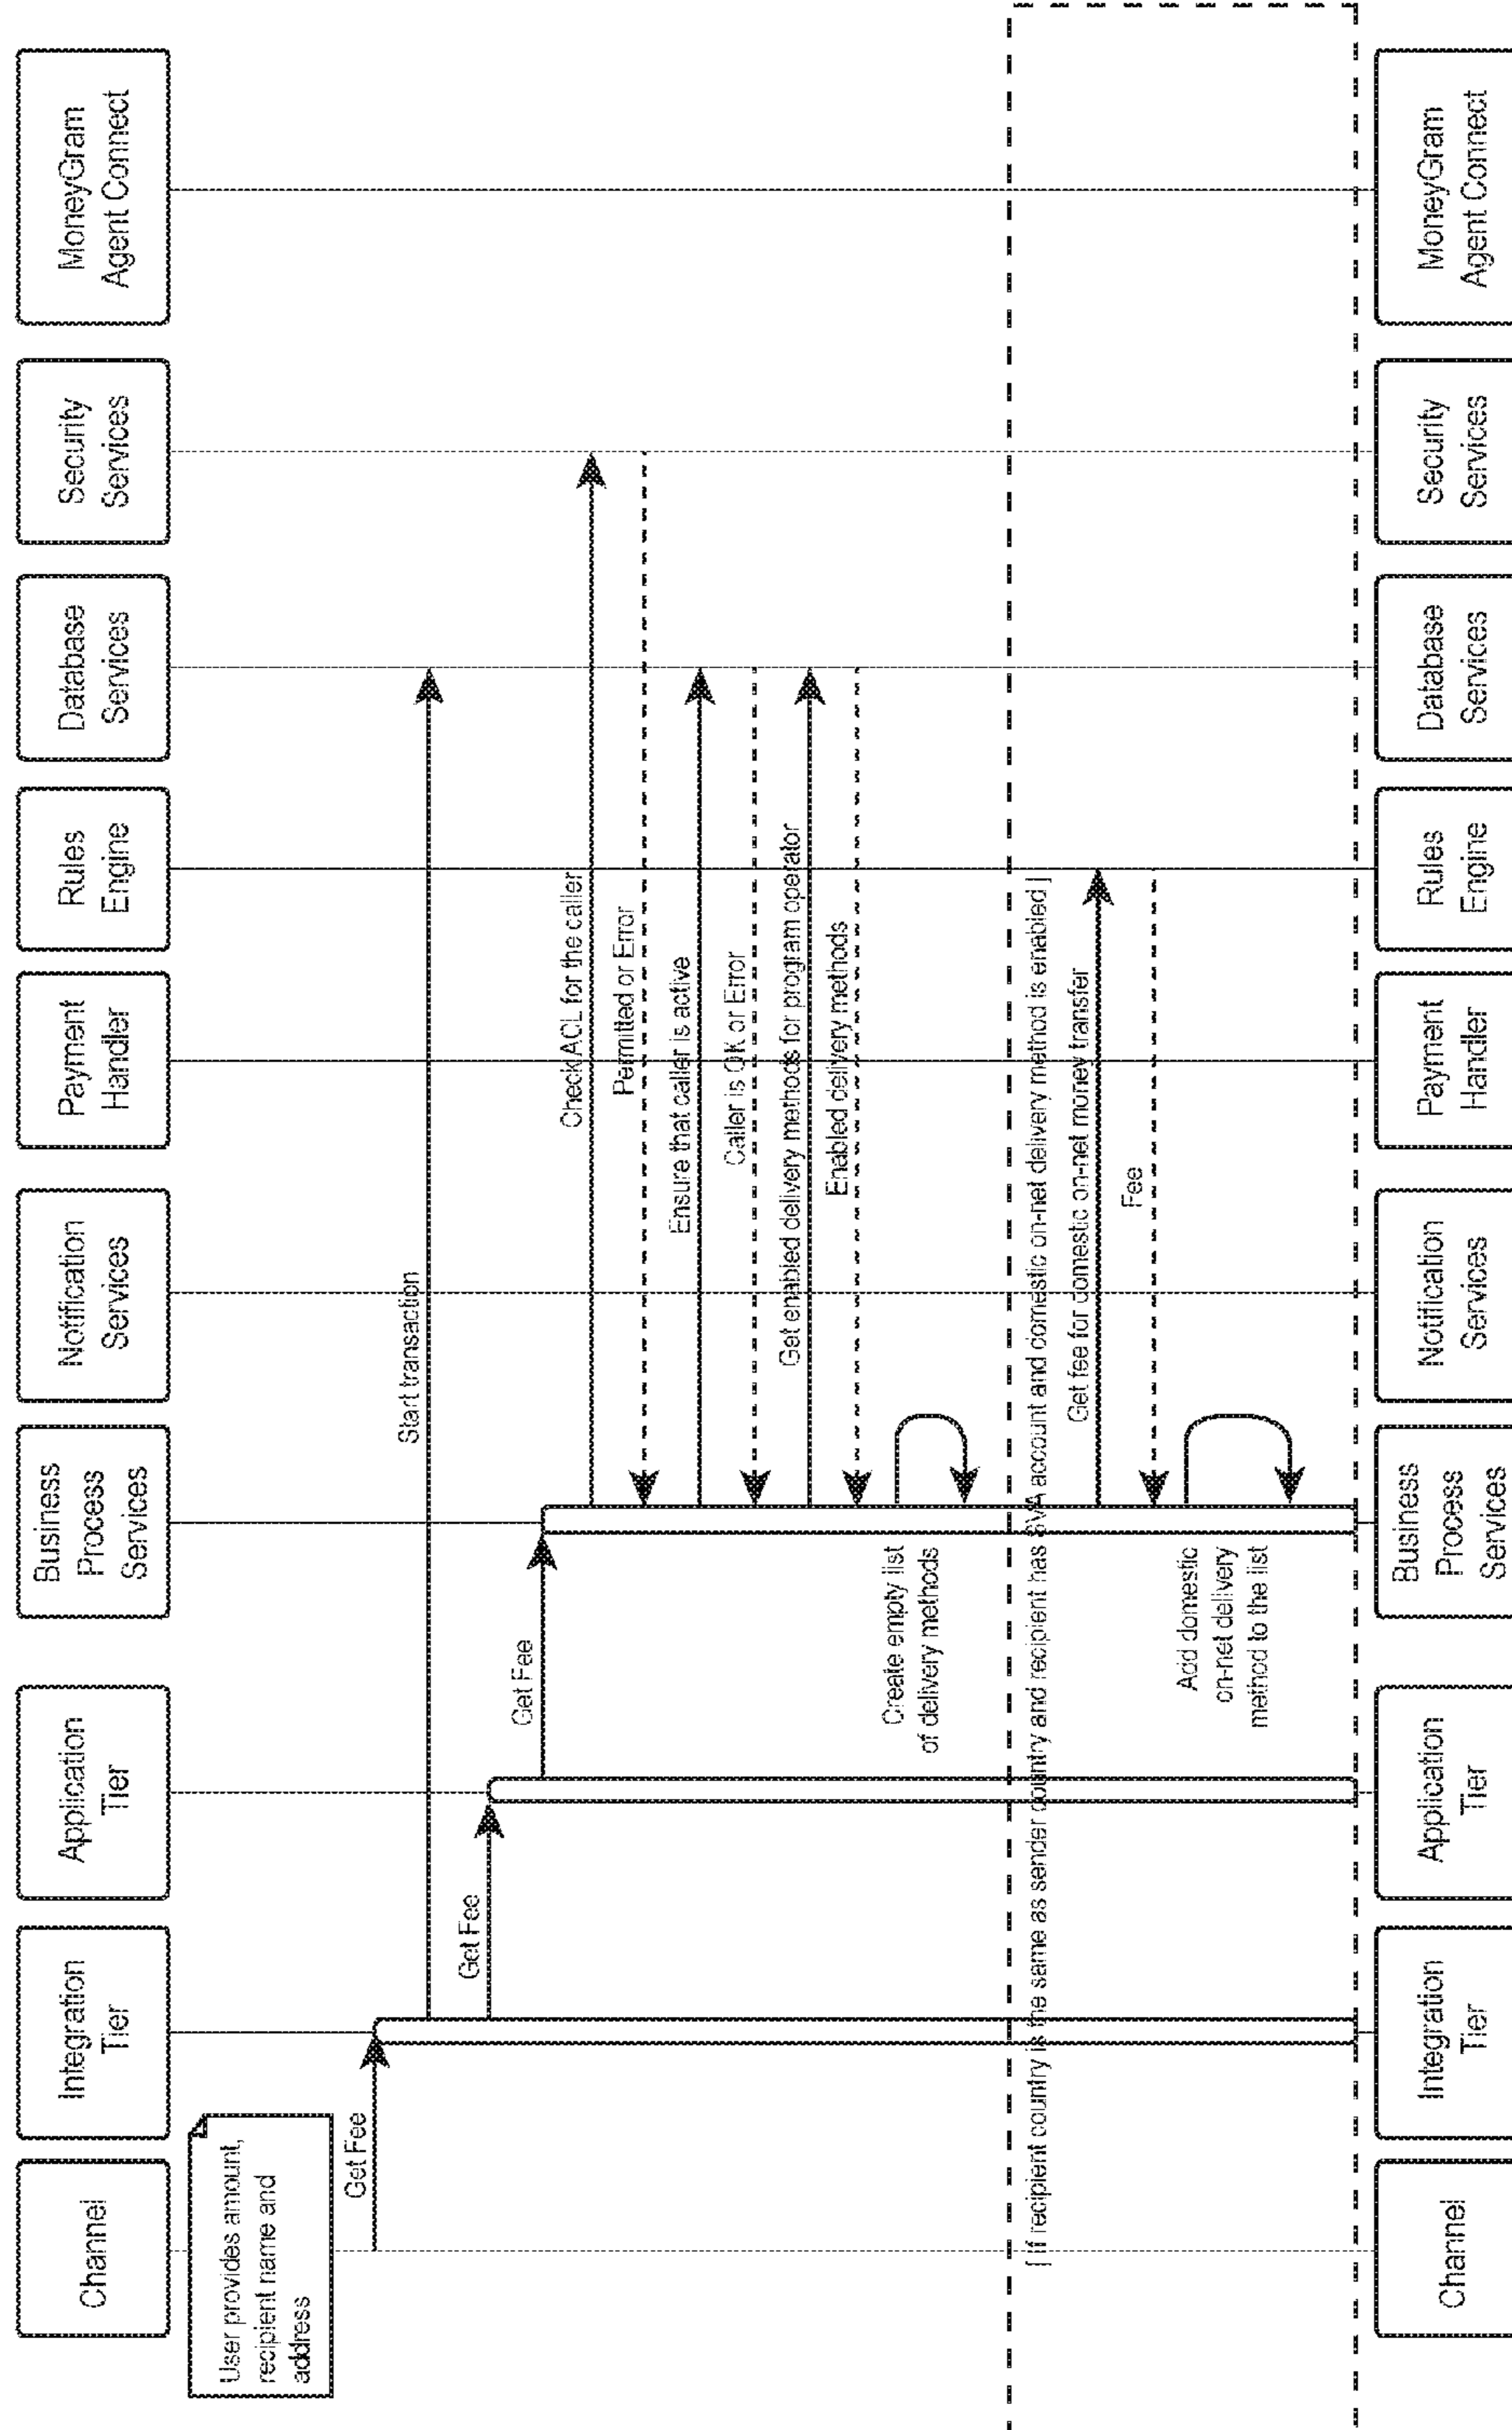 Channel
Integration
Tier
Application
Tier
Business
Process
Services
Notification
Services
Payment
Handler
Rules
Engine
Database
Services
Security
Services
MoneyGram
Agent Connect
User provides amount,
recipient name and
address
Get Fee
Start transaction
Get Fee
Get Fee
Check ACL for the caller
Permitted or Error
Ensure that caller is active
Caller is OK or Error
Get enabled delivery methods for program operator
Enabled delivery methods
Create empty list
of delivery methods
[ If recipient country is the same as sender country and recipient has SVA account and domestic on-net delivery method is enabled ]
Get fee for domestic on-net money transfer
Fee
Add domestic
on-net delivery
method to the list
Channel
Integration
Tier
Application
Tier
Business
Process
Services
Notification
Services
Payment
Handler
Rules
Engine
Database
Services
Security
Services
MoneyGram
Agent Connect